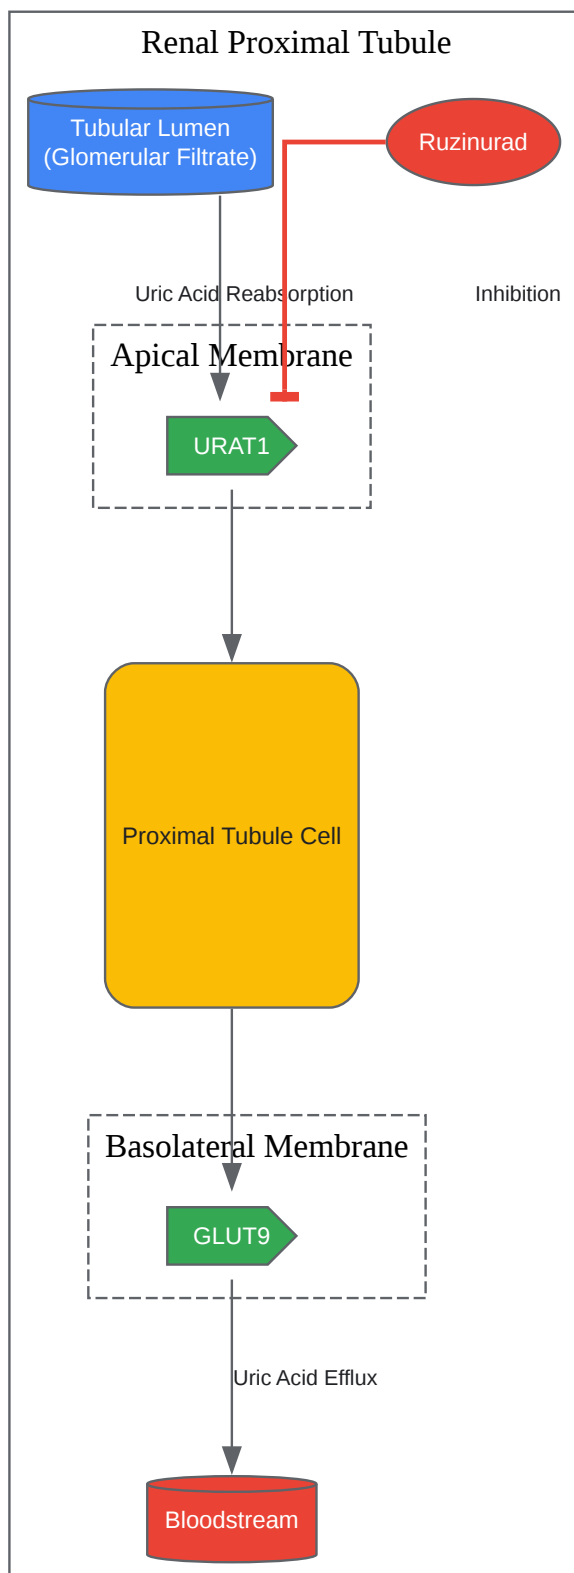 Renal Proximal Tubule
Tubular Lumen
(Glomerular Filtrate)
Ruzinurad
Uric Acid Reabsorption
Inhibition
Apical Membrane
URAT1
Proximal Tubule Cell
Basolateral Membrane
GLUT9
Uric Acid Efflux
Bloodstream